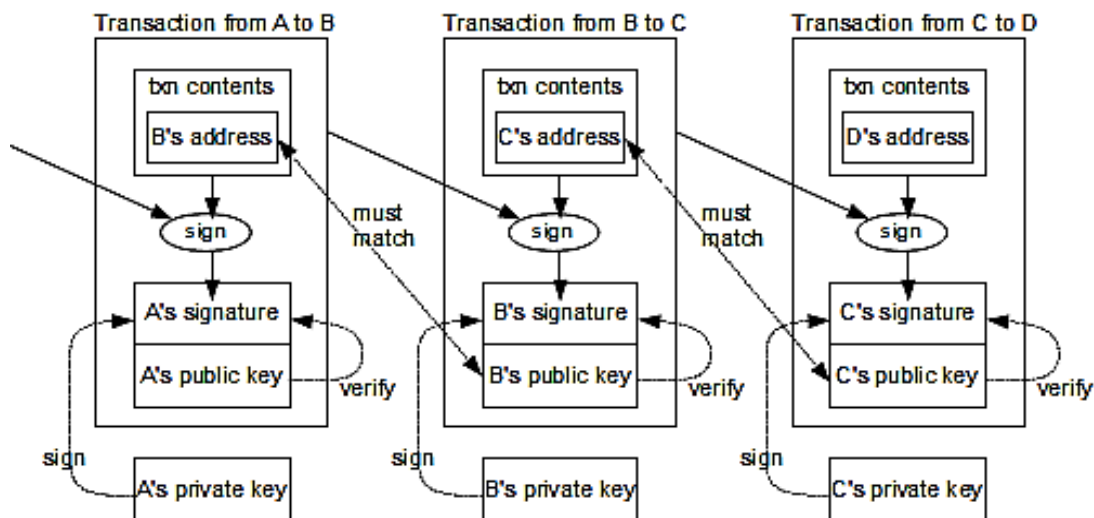 Transaction from A to B
txn contents
B's address
sign
A's signature
A's public key
verify
sign
A's private key
must
match
Transaction from B to C
txn contents
C's address
sign
B's signature
B's public key
verify
sign
B's private key
must
match
Transaction from C to D
txn contents
D's address
sign
C's signature
C's public key
verify
sign
C's private key